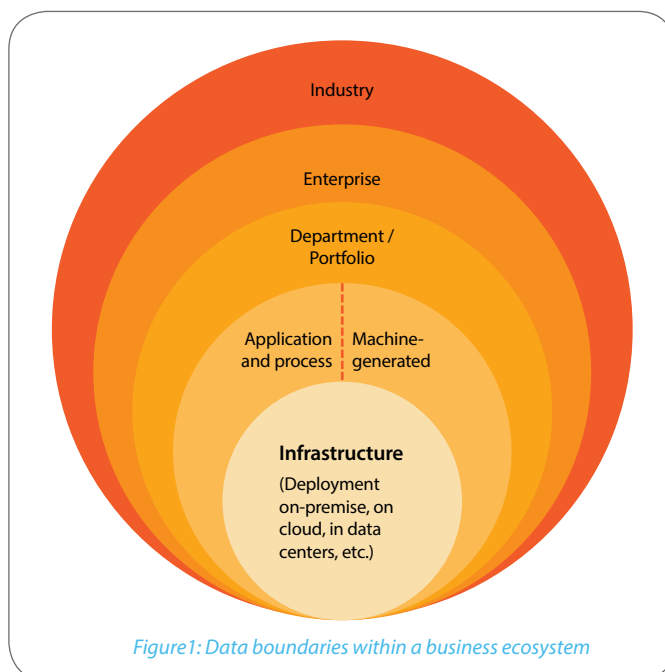 Industry
Enterprise
Department /
Portfolio
Application
and process
Machine-
generated
Infrastructure
(Deployment
on-premise, on
cloud, in data
centers, etc.)
Figure1: Data boundaries within a business ecosystem